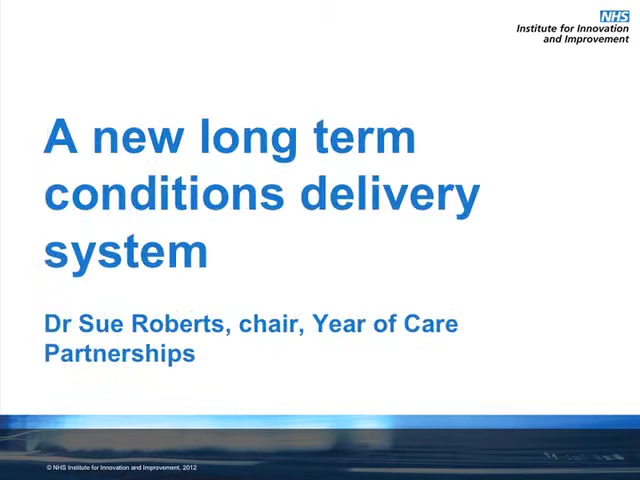 NHS
Institute for Innovation
and Improvement
A new long term
conditions delivery
system
Dr Sue Roberts, chair, Year of Care
Partnerships
© NHS Institute for Innovation and Improvement, 2012